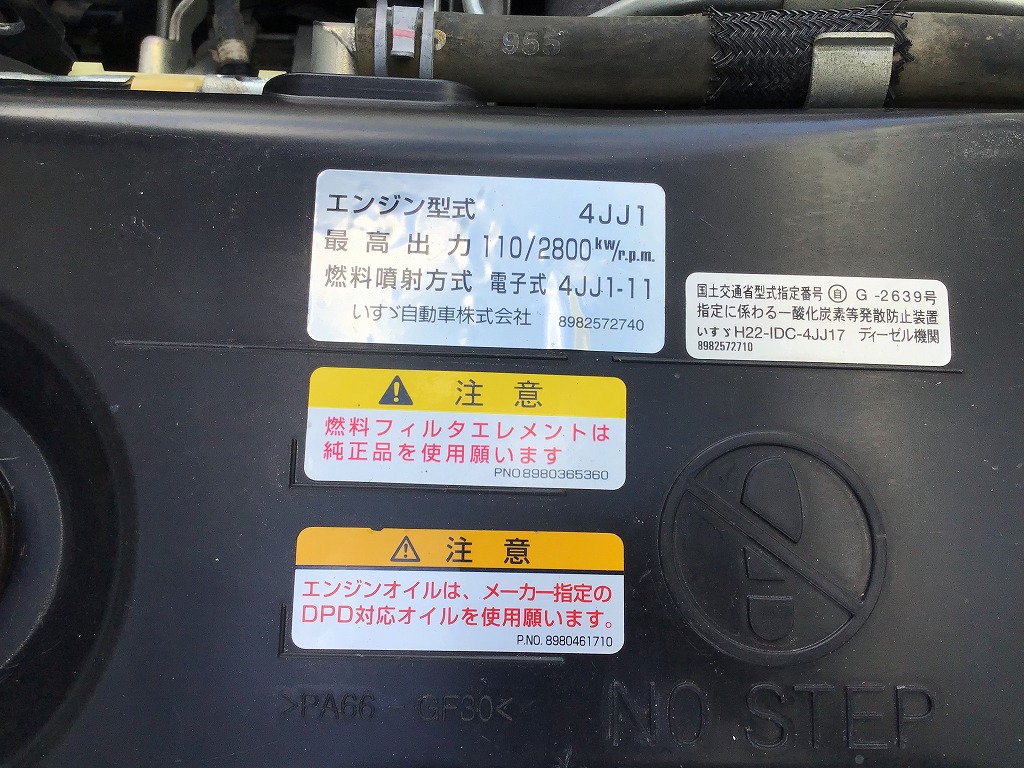 955
エンジン型式 4JJ1
最高出力 110/2800 kw/r.p.m.
燃料噴射方式 電子式 4JJ1-11
いすゞ自動車株式会社 8982572740
国土交通省型式指定番号 自 G-2639号
指定に係わる一酸化炭素等発散防止装置
いすゞ H22-IDC-4JJ17 ディーゼル機関
8982572710
注意
燃料フィルタエレメントは
純正品を使用願います
PNO.8980365360
注意
エンジンオイルは、メーカー指定の
DPD対応オイルを使用願います。
P.NO. 8980461710
>PA66-GF30<
NO STEP